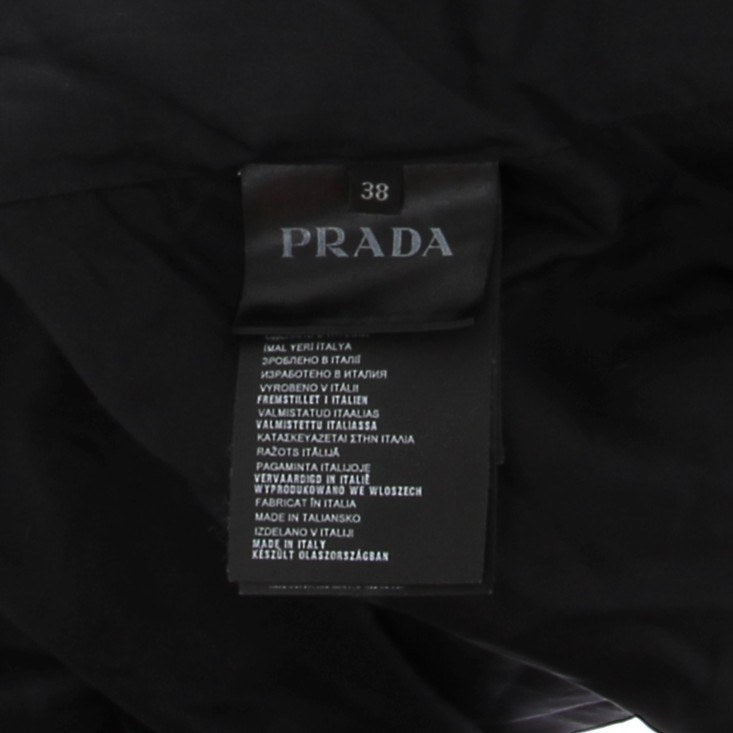 38
PRADA
İMAL YERİ ITALYA
ЗРОБЛЕНО В ІТАЛІЇ
ИЗРАБОТЕНО В ИТАЛИЯ
VYROBENO V ITÁLII
FREMSTILLET I ITALIEN
VALMISTATUD ITAALIAS
VALMISTETTU ITALIASSA
ΚΑΤΑΣΚΕΥΑΖΕΤΑΙ ΣΤΗΝ ΙΤΑΛΙΑ
RAŽOTS ITĀLIJĀ
PAGAMINTA ITALIJOJE
VERVAARDIGD IN ITALIË
WYPRODUKOWANO WE WLOSZECH
FABRICAT ÎN ITALIA
MADE IN TALIANSKO
IZDELANO V ITALIJI
MADE IN ITALY
KÉSZÜLT OLASZORSZÁGBAN